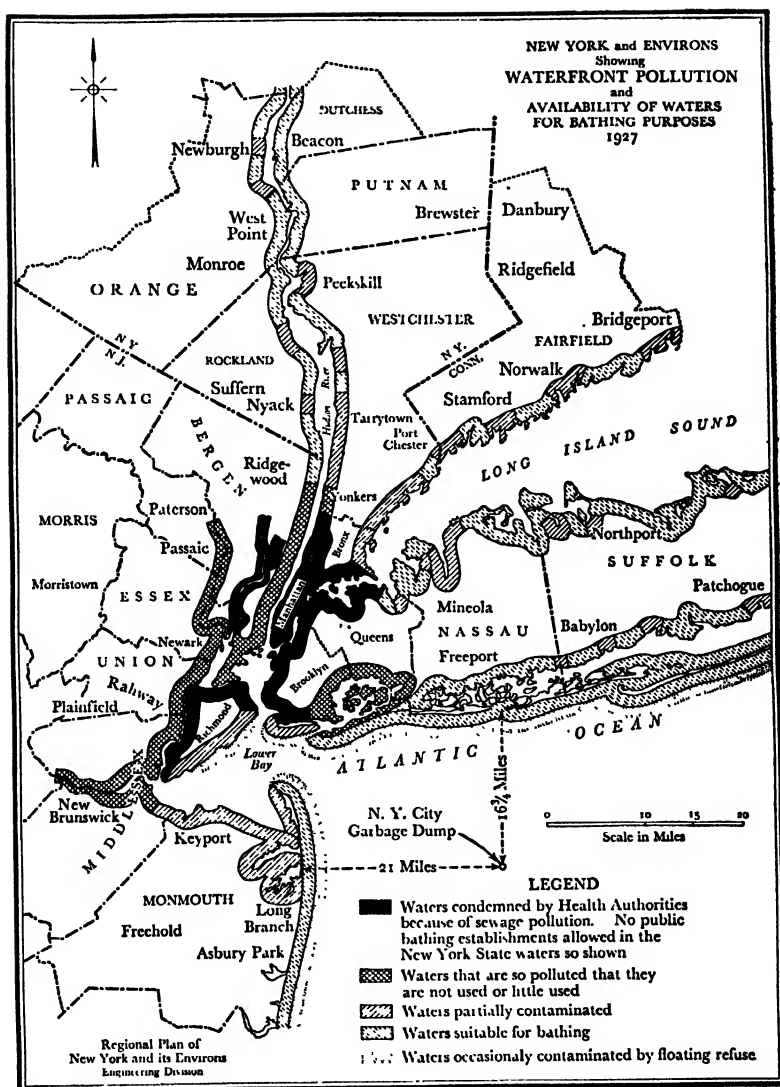 NEW YORK and ENVIRONS
Showing
WATERFRONT POLLUTION
and
AVAILABILITY OF WATERS
FOR BATHING PURPOSES
1927
DUTCHESS
Newburgh
Beacon
PUTNAM
Brewster
Danbury
West
Point
Monroe
Ridgefield
Peekskill
ORANGE
WESTCHESTER
Bridgeport
FAIRFIELD
N.Y.
N.J.
N.Y.
CONN.
ROCKLAND
Norwalk
Suffern
Nyack
Stamford
PASSAIC
Hudson River
Tarrytown
Port
Chester
LONG ISLAND SOUND
BERGEN
Ridge-
wood
Yonkers
MORRIS
Paterson
Bronx
Northport
Passaic
SUFFOLK
Morristown
ESSEX
Manhattan
Mineola
Patchogue
Newark
Queens
NASSAU
Babylon
UNION
Freeport
Rahway
Brooklyn
Plainfield
Richmond
Lower
Bay
ATLANTIC OCEAN
New
Brunswick
MIDDLESSEX
16¾ Miles
N. Y. City
Garbage Dump
Keyport
0 5 10 15 20
Scale in Miles
21 Miles
MONMOUTH
Freehold
Long
Branch
Asbury Park
LEGEND
Waters condemned by Health Authorities
because of sewage pollution. No public
bathing establishments allowed in the
New York State waters so shown
Waters that are so polluted that they
are not used or little used
Waters partially contaminated
Waters suitable for bathing
Waters occasionaly contaminated by floating refuse
Regional Plan of
New York and its Environs
Engineering Division